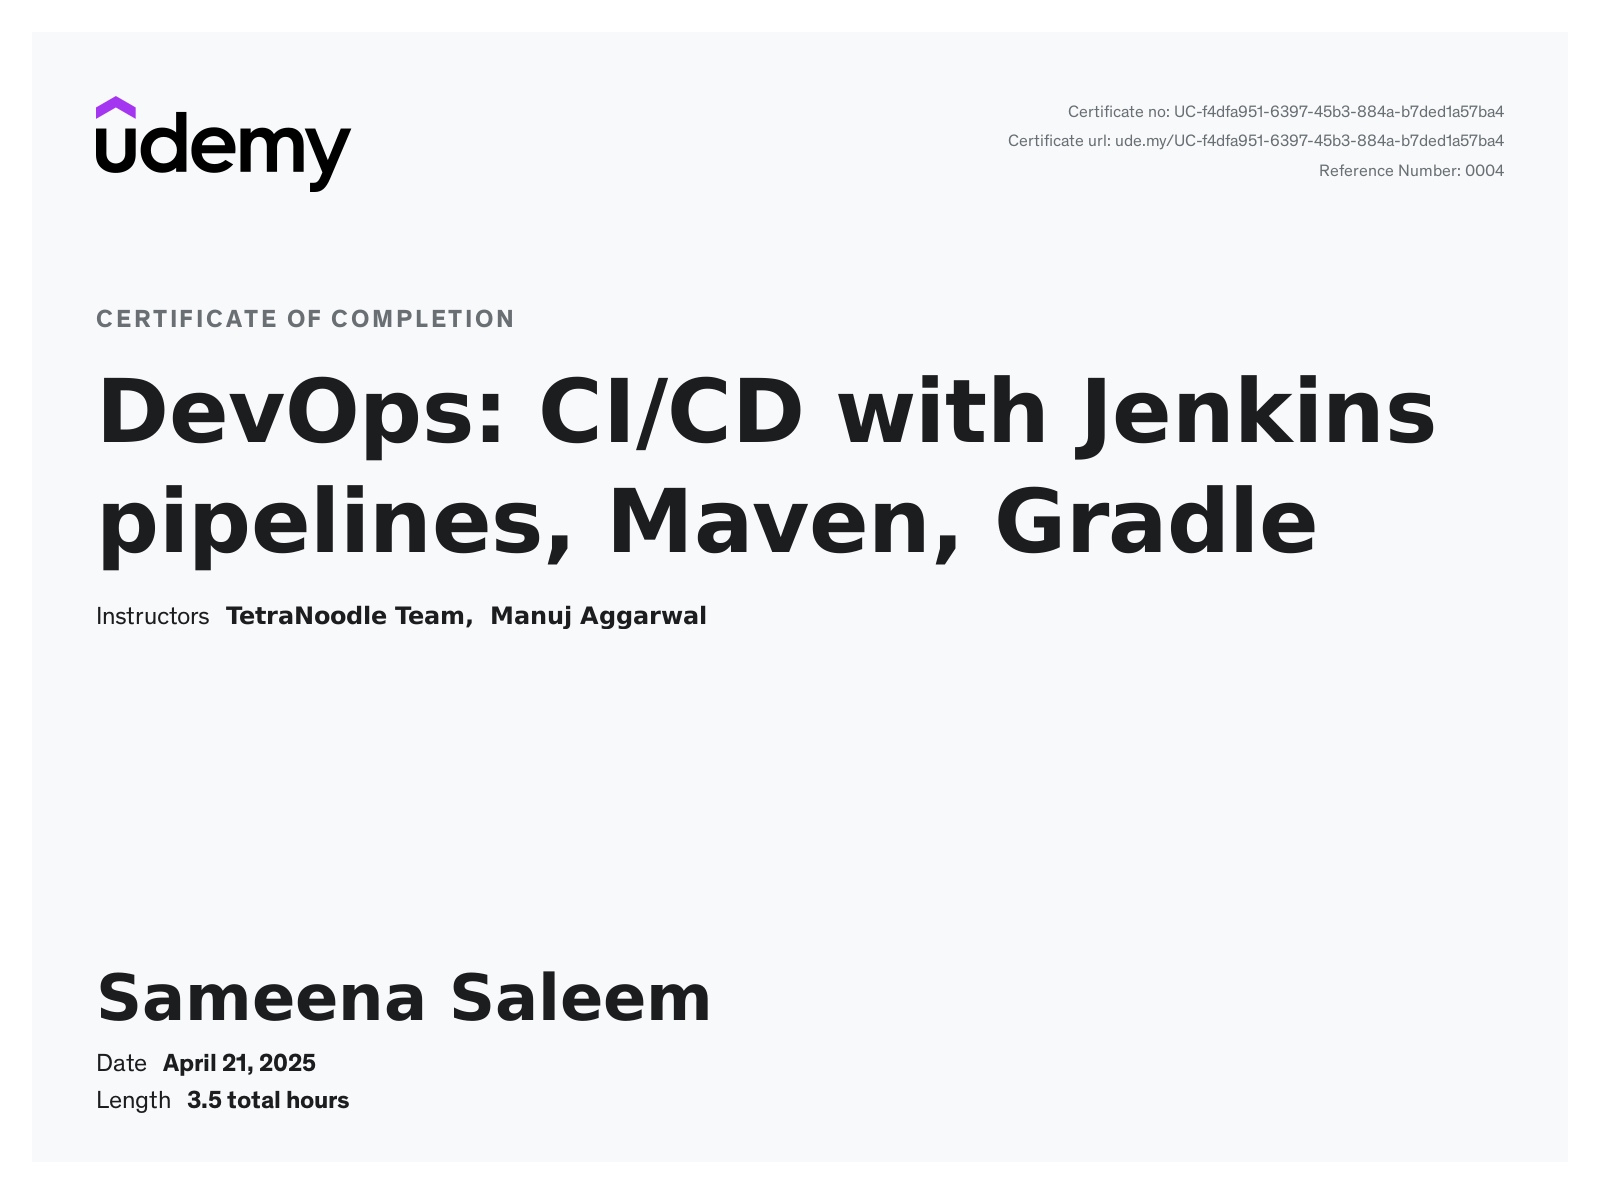 udemy
Certificate no: UC-f4dfa951-6397-45b3-884a-b7ded1a57ba4
Certificate url: ude.my/UC-f4dfa951-6397-45b3-884a-b7ded1a57ba4
Reference Number: 0004
CERTIFICATE OF COMPLETION
DevOps: CI/CD with Jenkins
pipelines, Maven, Gradle
Instructors TetraNoodle Team, Manuj Aggarwal
Sameena Saleem
Date April 21, 2025
Length 3.5 total hours